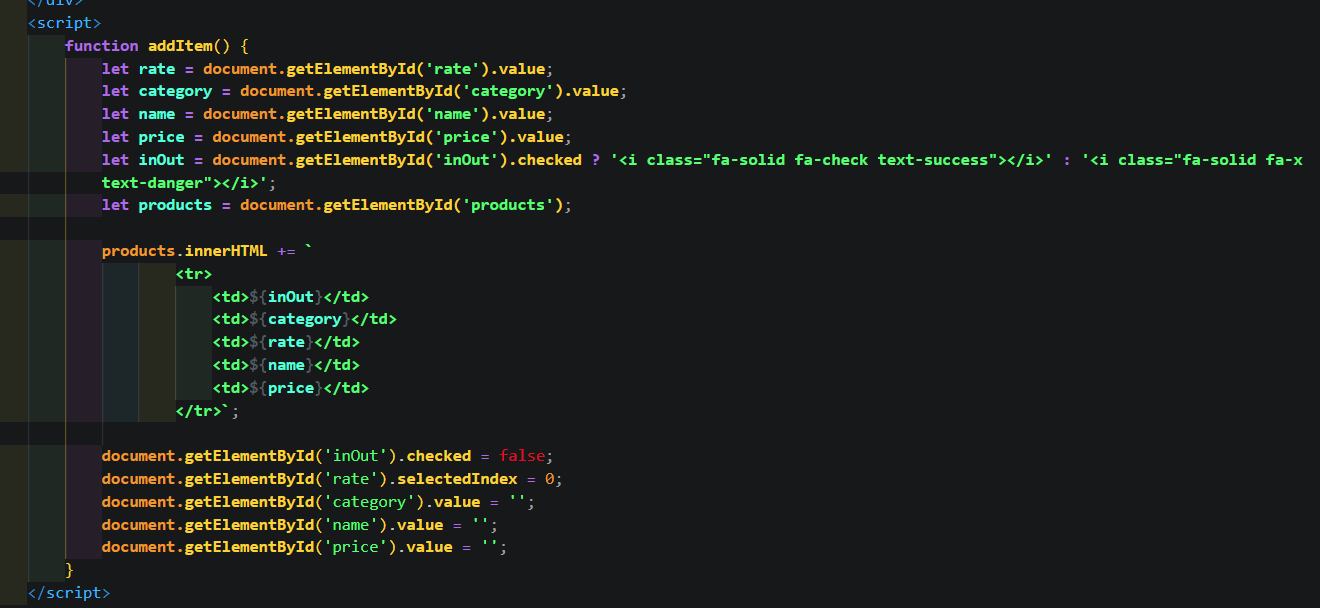 </div>
<script>
function addItem() {
let rate = document.getElementById('rate').value;
let category = document.getElementById('category').value;
let name = document.getElementById('name').value;
let price = document.getElementById('price').value;
let inOut = document.getElementById('inOut').checked ? '<i class="fa-solid fa-check text-success"></i>' : '<i class="fa-solid fa-x
text-danger"></i>';
let products = document.getElementById('products');
products.innerHTML += `
<tr>
<td>${inOut}</td>
<td>${category}</td>
<td>${rate}</td>
<td>${name}</td>
<td>${price}</td>
</tr>`;
document.getElementById('inOut').checked = false;
document.getElementById('rate').selectedIndex = 0;
document.getElementById('category').value = '';
document.getElementById('name').value = '';
document.getElementById('price').value = '';
}
</script>